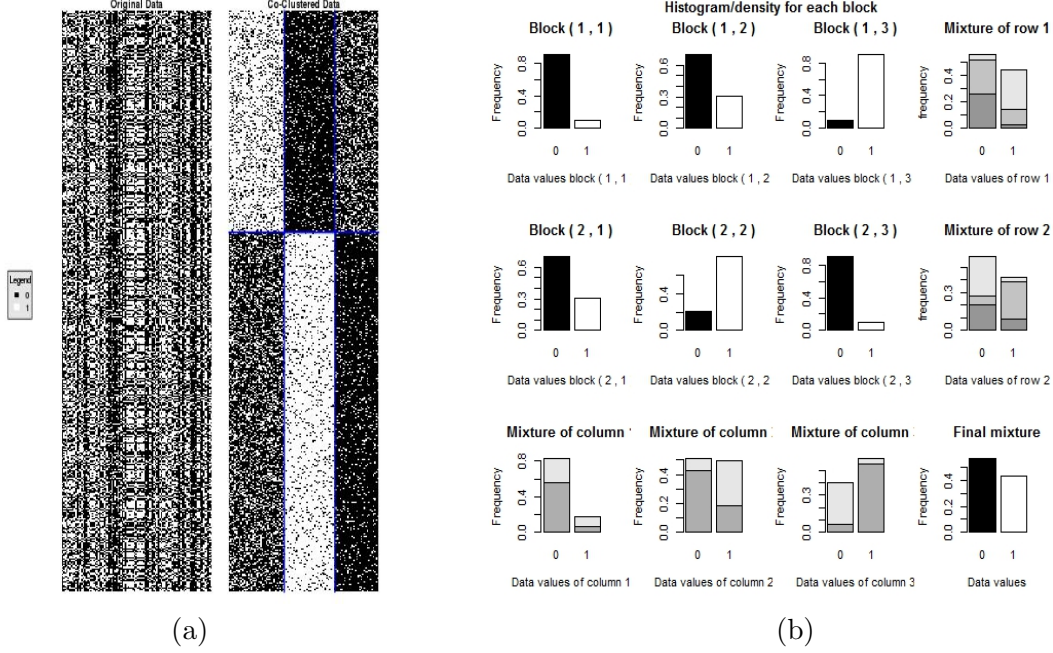 Original Data
Co-Clustered Data
Legend
0
1
(a)
Histogram/density for each block
Block ( 1 , 1 )
Block ( 1 , 2 )
Block ( 1 , 3 )
Mixture of row 1
Frequency
0.0 0.4 0.8
0 1
Data values block ( 1 , 1
Frequency
0.0 0.3 0.6
0 1
Data values block ( 1 , 2
Frequency
0.0 0.4 0.8
0 1
Data values block ( 1 , 3
frequency
0.0 0.2 0.4
0 1
Data values of row 1
Block ( 2 , 1 )
Block ( 2 , 2 )
Block ( 2 , 3 )
Mixture of row 2
Frequency
0.0 0.3 0.6
0 1
Data values block ( 2 , 1
Frequency
0.0 0.4
0 1
Data values block ( 2 , 2
Frequency
0.0 0.4 0.8
0 1
Data values block ( 2 , 3
frequency
0.0 0.3
0 1
Data values of row 2
Mixture of column
Mixture of column
Mixture of column
Final mixture
Frequency
0.0 0.4 0.8
0 1
Data values of column 1
Frequency
0.0 0.2 0.4
0 1
Data values of column 2
Frequency
0.0 0.3
0 1
Data values of column 3
Frequency
0.0 0.2 0.4
0 1
Data values
(b)